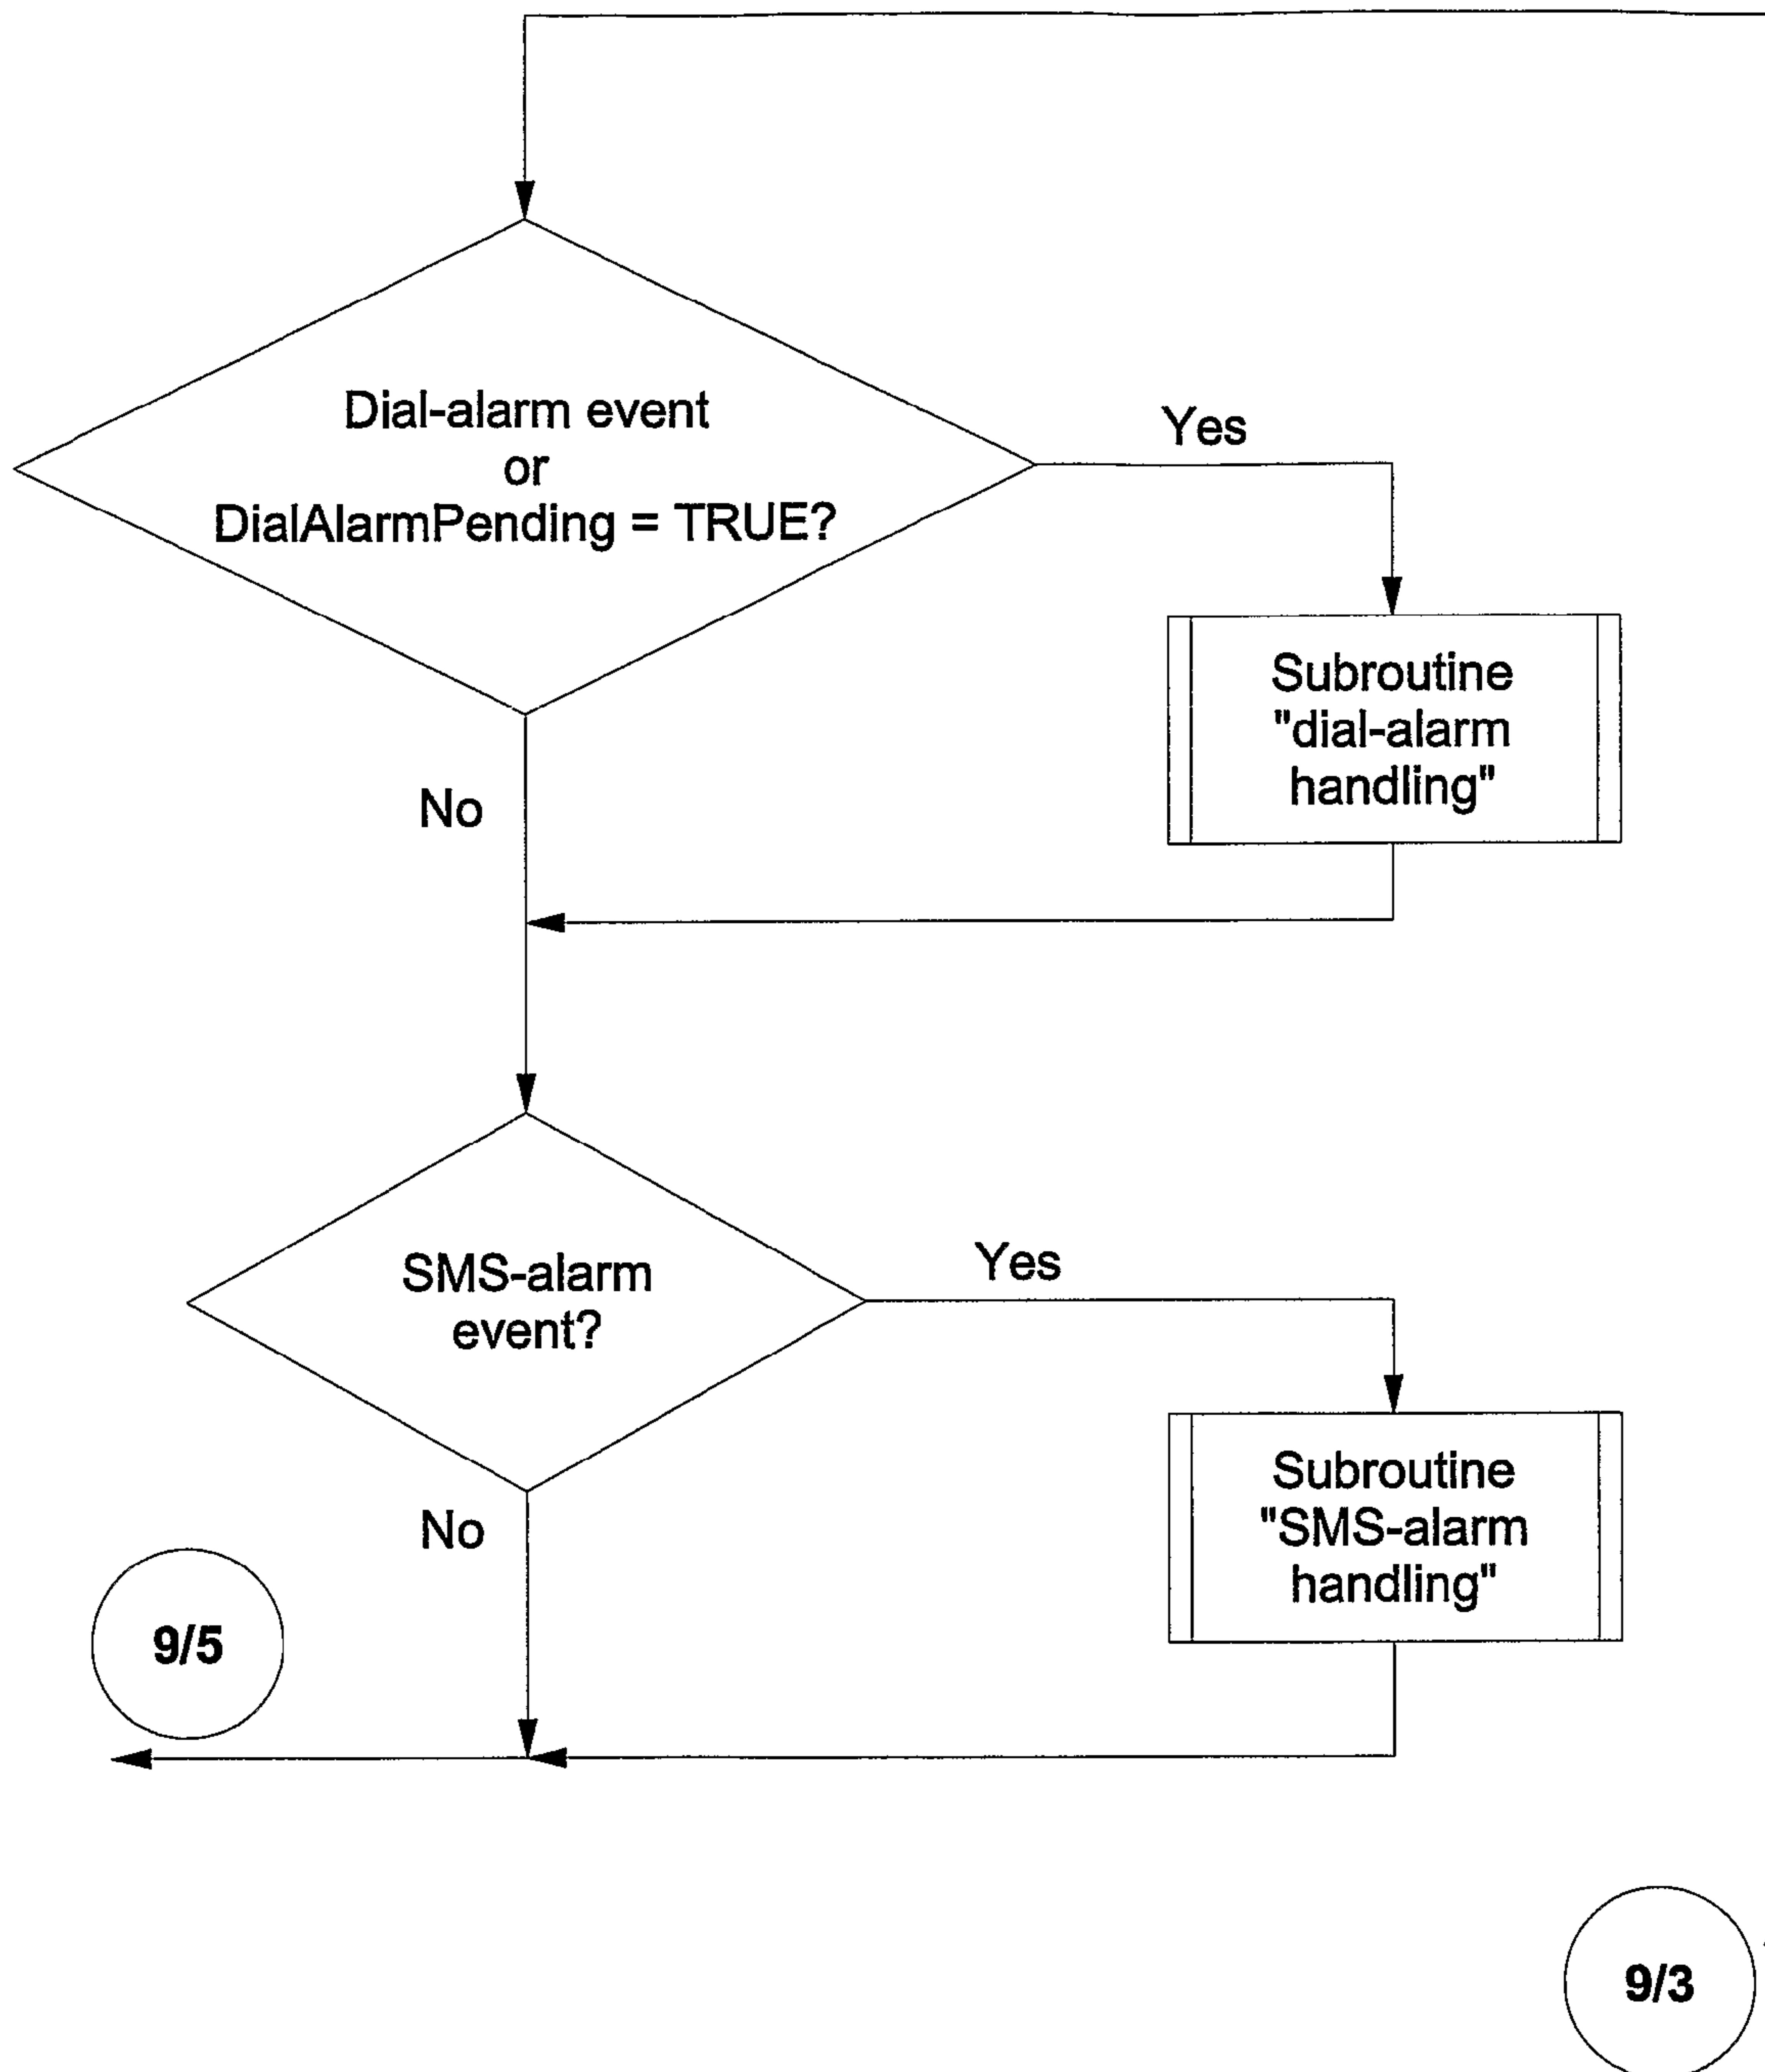 Dial-alarm event
or
DialAlarmPending = TRUE?
Yes
Subroutine
"dial-alarm
handling"
No
SMS-alarm
event?
Yes
Subroutine
"SMS-alarm
handling"
No
9/5
9/3